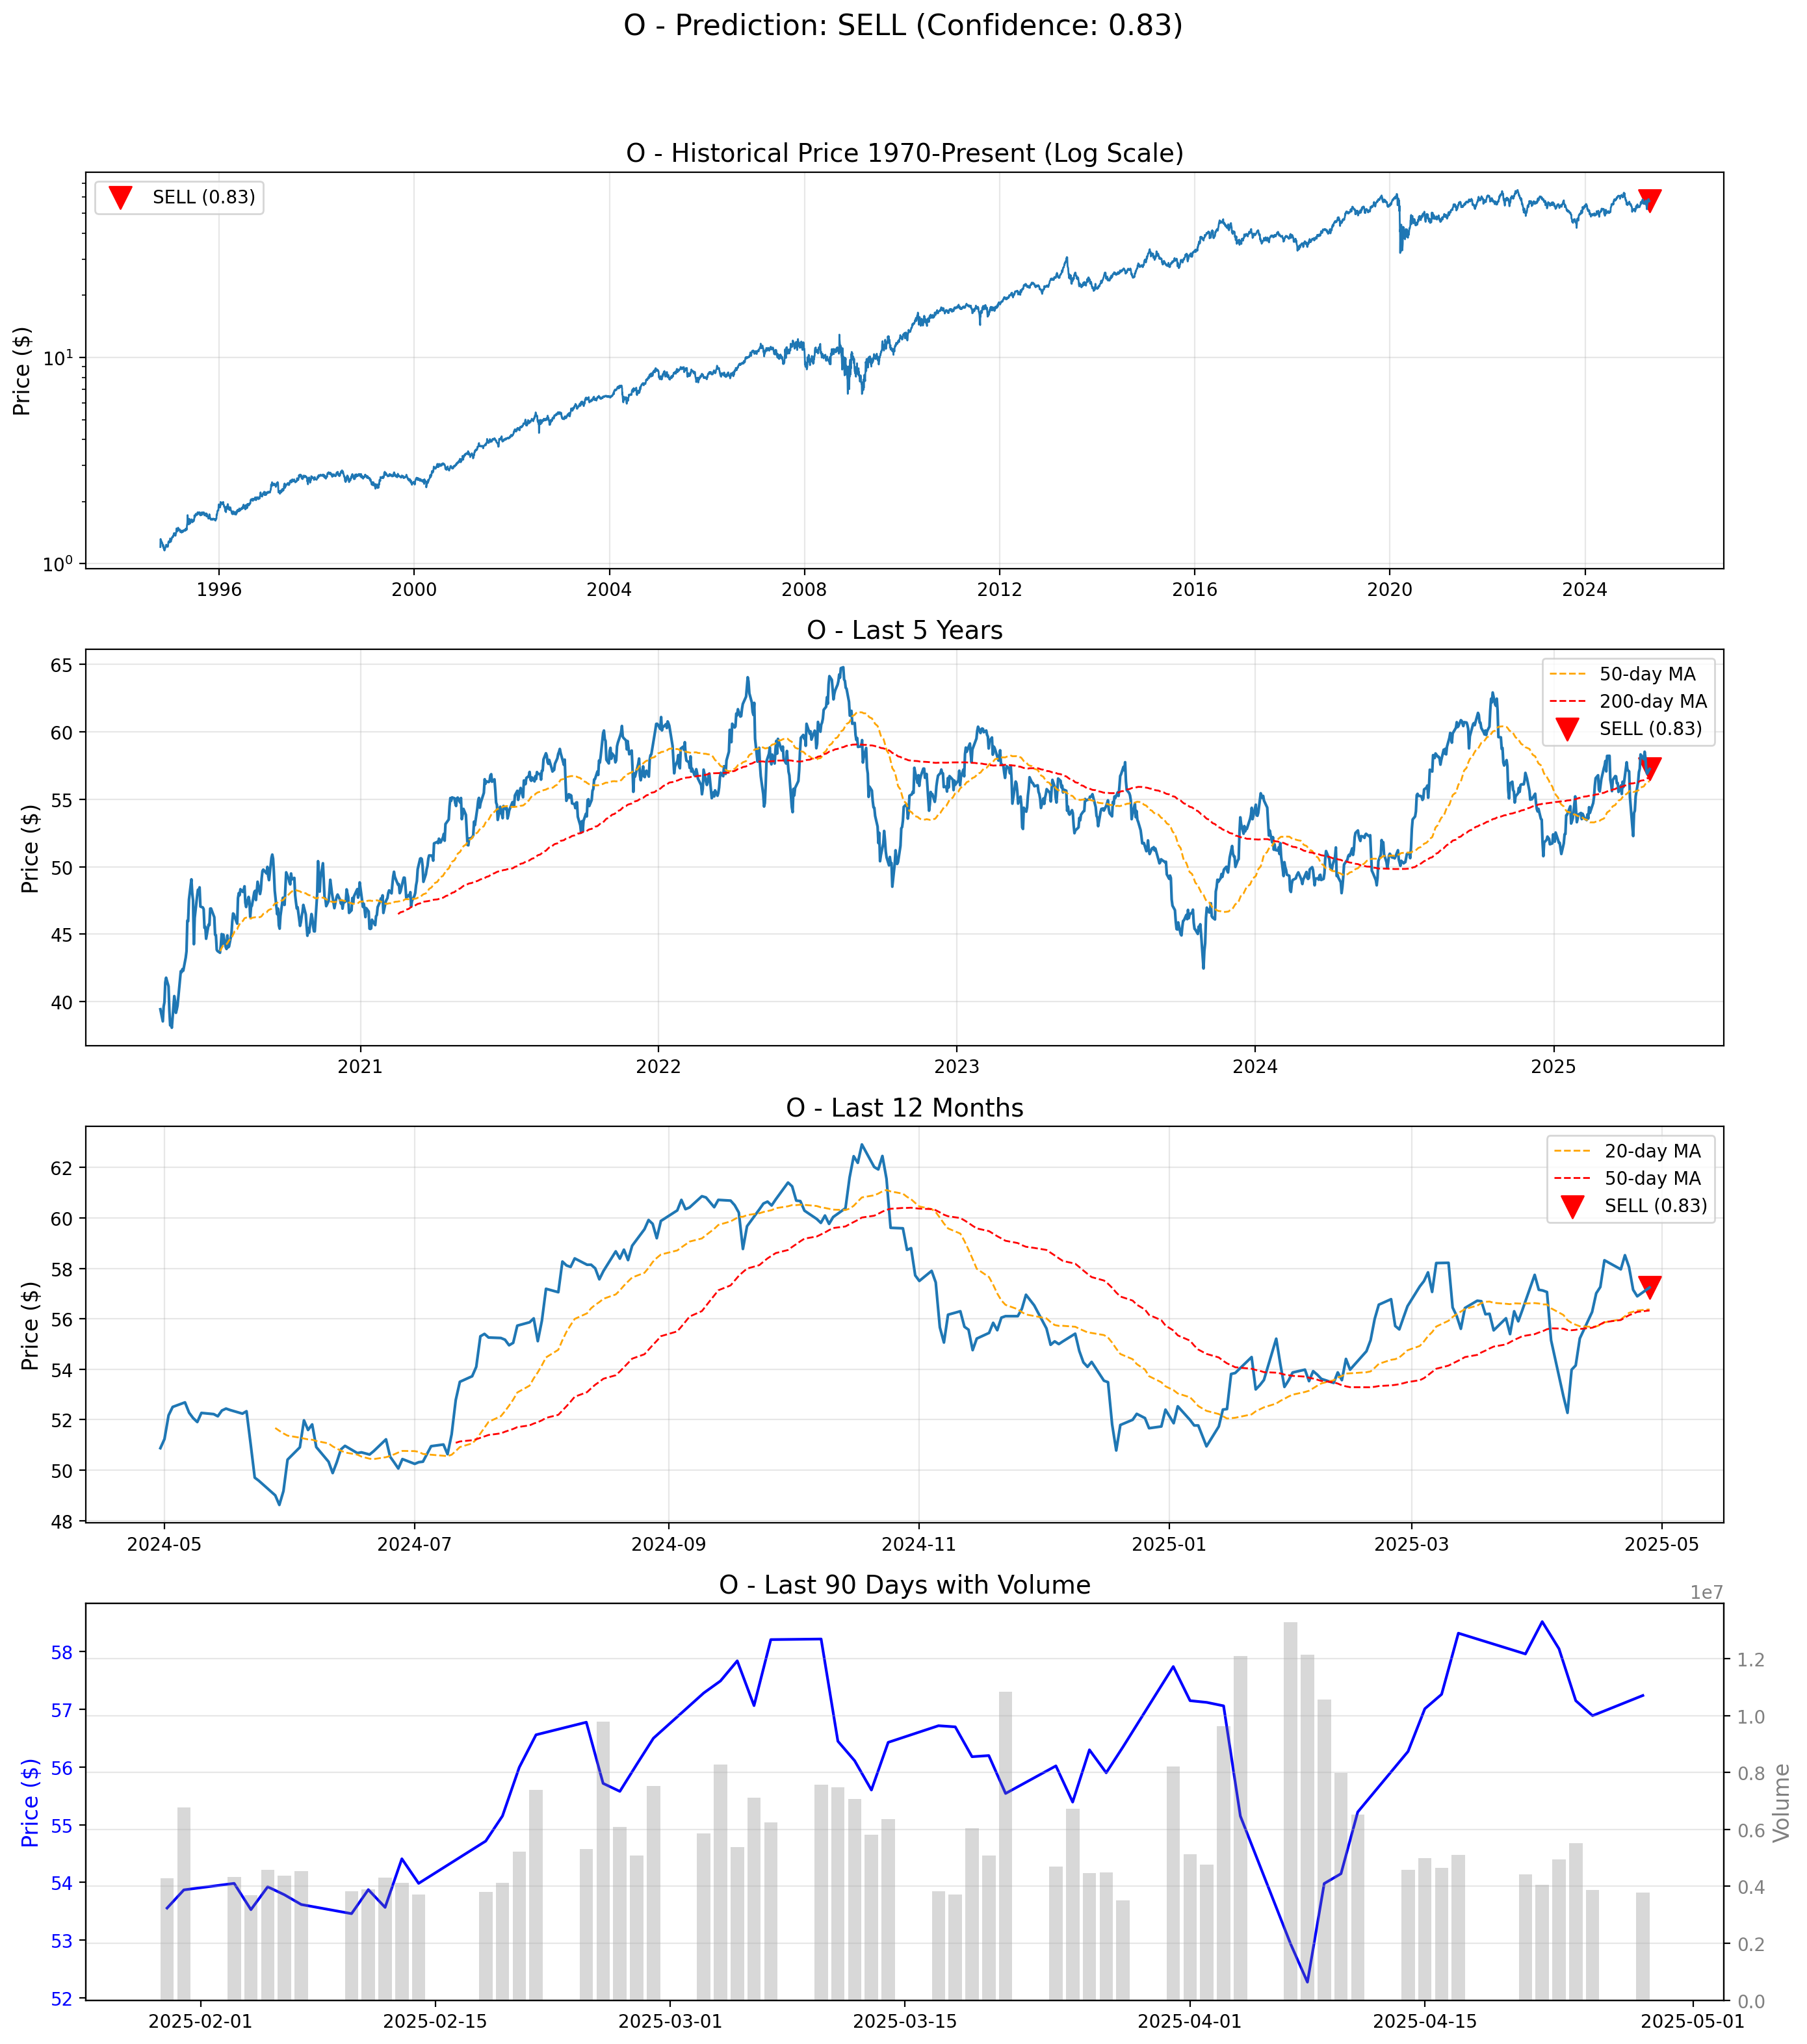 O - Prediction: SELL (Confidence: 0.83)
O - Historical Price 1970-Present (Log Scale)
SELL (0.83)
Price ($)
10^1
10^0
1996 2000 2004 2008 2012 2016 2020 2024
O - Last 5 Years
50-day MA
200-day MA
SELL (0.83)
Price ($)
65
60
55
50
45
40
2021 2022 2023 2024 2025
O - Last 12 Months
20-day MA
50-day MA
SELL (0.83)
Price ($)
62
60
58
56
54
52
50
48
2024-05 2024-07 2024-09 2024-11 2025-01 2025-03 2025-05
O - Last 90 Days with Volume
1e7
Price ($)
58
57
56
55
54
53
52
1.2
1.0
0.8
0.6
0.4
0.2
0.0
Volume
2025-02-01 2025-02-15 2025-03-01 2025-03-15 2025-04-01 2025-04-15 2025-05-01